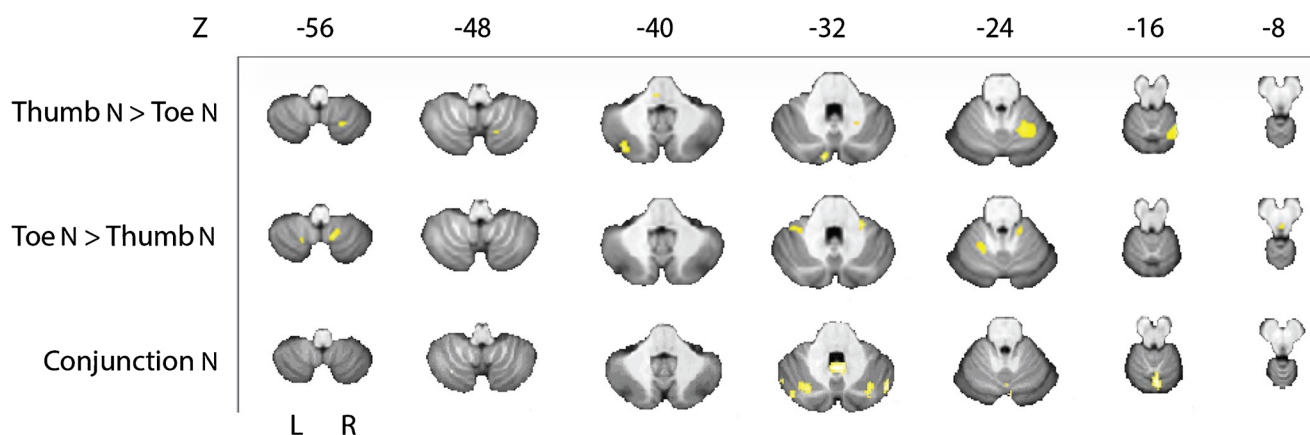 Z -56 -48 -40 -32 -24 -16 -8
Thumb N > Toe N
Toe N > Thumb N
Conjunction N
L R